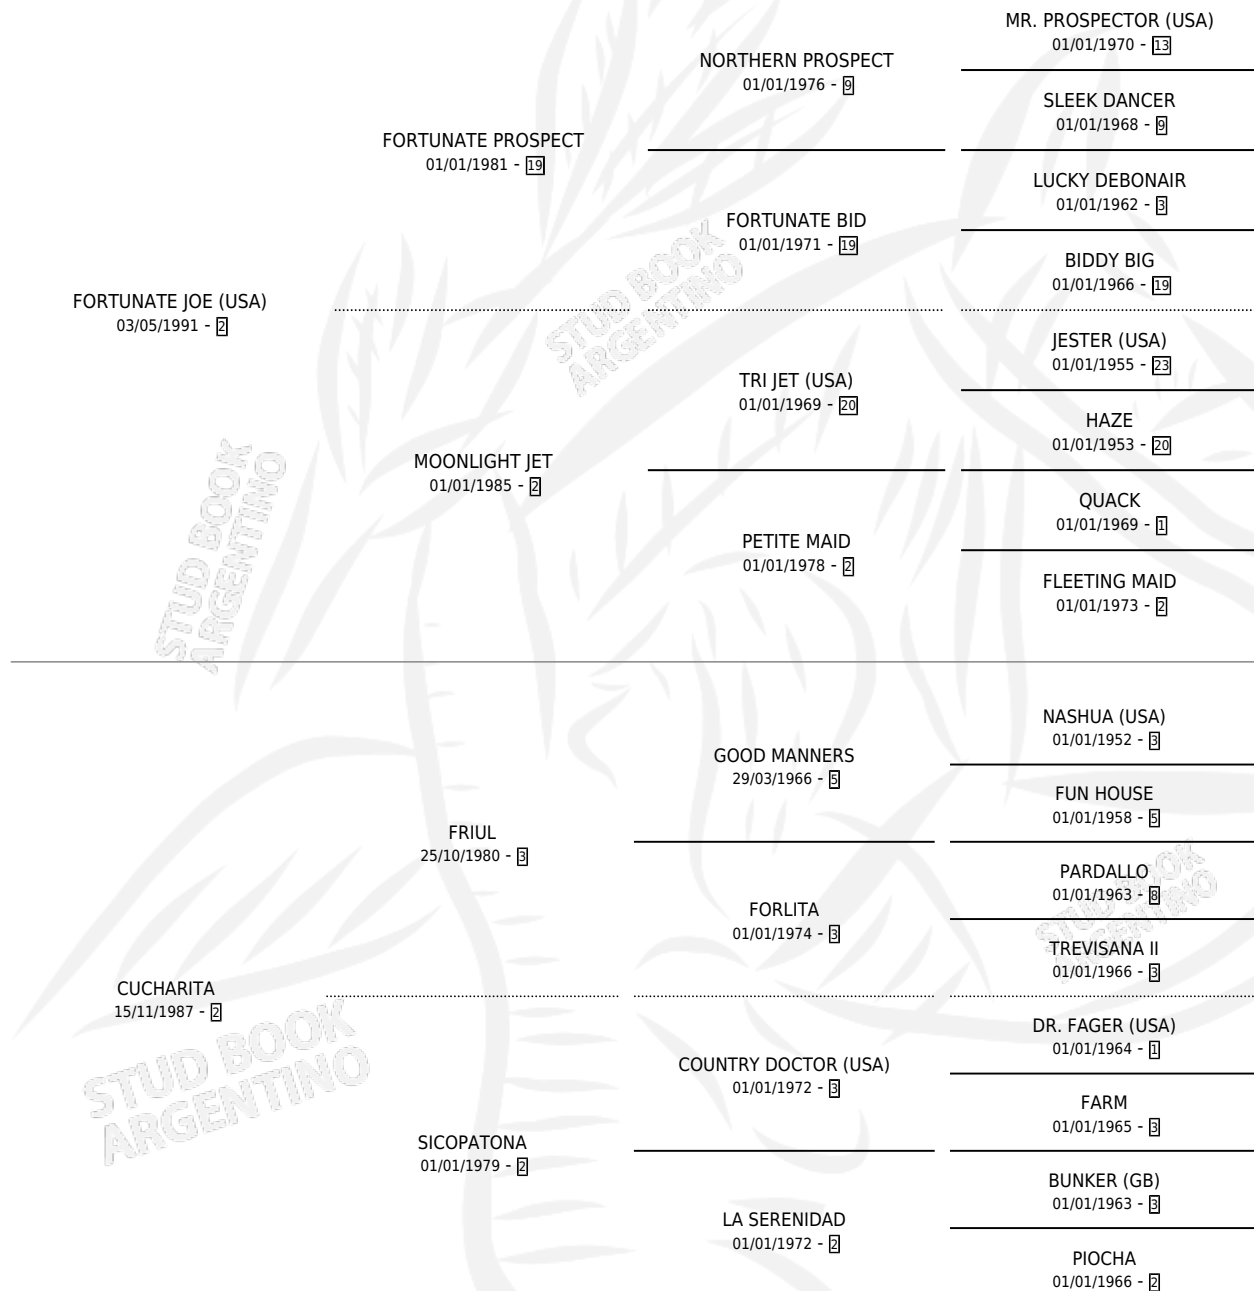 MR. PROSPECTOR (USA)
01/01/1970 - 13
NORTHERN PROSPECT
01/01/1976 - 9
SLEEK DANCER
01/01/1968 - 9
FORTUNATE PROSPECT
01/01/1981 - 19
LUCKY DEBONAIR
01/01/1962 - 3
FORTUNATE BID
01/01/1971 - 19
BIDDY BIG
01/01/1966 - 19
FORTUNATE JOE (USA)
03/05/1991 - 2
JESTER (USA)
01/01/1955 - 23
TRI JET (USA)
01/01/1969 - 20
HAZE
01/01/1953 - 20
MOONLIGHT JET
01/01/1985 - 2
QUACK
01/01/1969 - 1
PETITE MAID
01/01/1978 - 2
FLEETING MAID
01/01/1973 - 2
NASHUA (USA)
01/01/1952 - 3
GOOD MANNERS
29/03/1966 - 5
FUN HOUSE
01/01/1958 - 5
FRIUL
25/10/1980 - 3
PARDALLO
01/01/1963 - 8
FORLITA
01/01/1974 - 3
TREVISANA II
01/01/1966 - 3
CUCHARITA
15/11/1987 - 2
DR. FAGER (USA)
01/01/1964 - 1
COUNTRY DOCTOR (USA)
01/01/1972 - 3
FARM
01/01/1965 - 3
SICOPATONA
01/01/1979 - 2
BUNKER (GB)
01/01/1963 - 3
LA SERENIDAD
01/01/1972 - 2
PIOCHA
01/01/1966 - 2
STUD BOOK
ARGENTINO
STUD BOOK
ARGENTINO
STUD BOOK
ARGENTINO
STUD BOOK
ARGENTINO